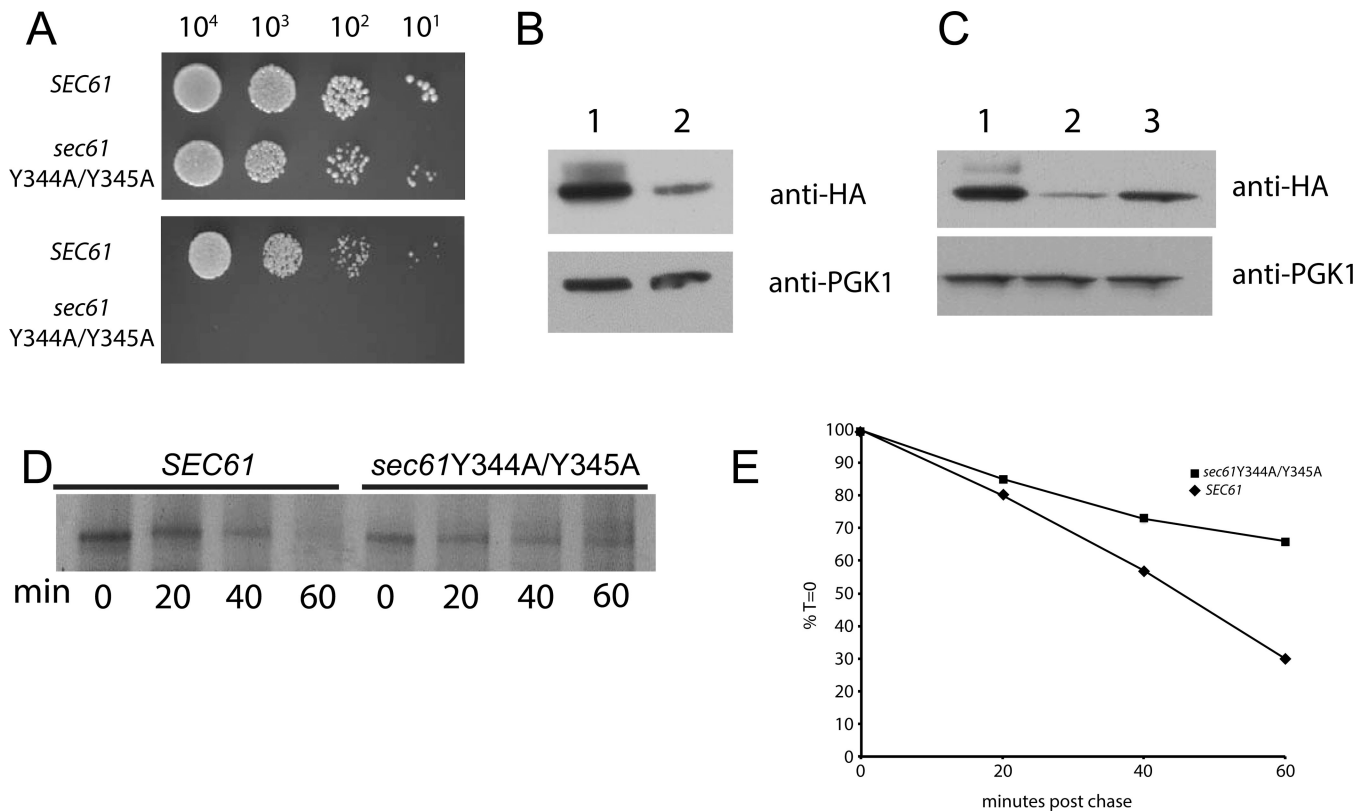 A
10⁴ 10³ 10² 10¹
SEC61
sec61
Y344A/Y345A
SEC61
sec61
Y344A/Y345A
B
1 2
anti-HA
anti-PGK1
C
1 2 3
anti-HA
anti-PGK1
D
SEC61 sec61Y344A/Y345A
min 0 20 40 60 0 20 40 60
E
% T=0
100
90
80
70
60
50
40
30
20
10
0
0 20 40 60
minutes post chase
sec61Y344A/Y345A
SEC61